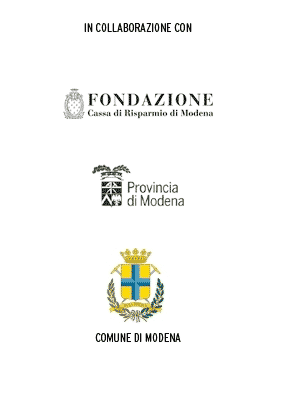 IN COLLABORAZIONE CON
FONDAZIONE
Cassa di Risparmio di Modena
Provincia
di Modena
COMUNE DI MODENA